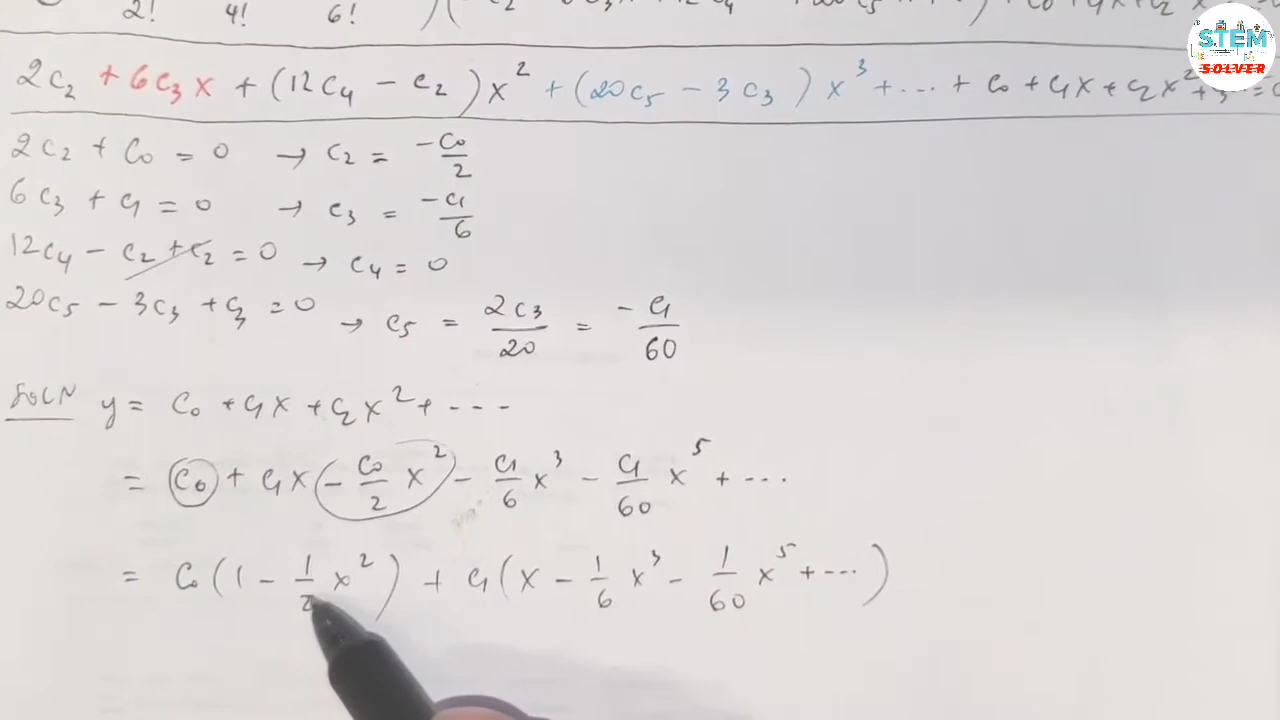 2! 4! 6!
STEM
SOLVER
2c₂ + 6c₃x + (12c₄ - c₂)x² + (20c₅ - 3c₃)x³ + ... + c₀ + c₁x + c₂x² +
2c₂ + c₀ = 0 → c₂ = -c₀/2
6c₃ + c₁ = 0 → c₃ = -c₁/6
12c₄ - c₂ + c₂ = 0 → c₄ = 0
20c₅ - 3c₃ + c₃ = 0 → c₅ = 2c₃/20 = -c₁/60
SOLN y = c₀ + c₁x + c₂x² + ---
= c₀ + c₁x - c₀/2 x² - c₁/6 x³ - c₁/60 x⁵ + ...
= c₀(1 - 1/2 x²) + c₁(x - 1/6 x³ - 1/60 x⁵ + ...)